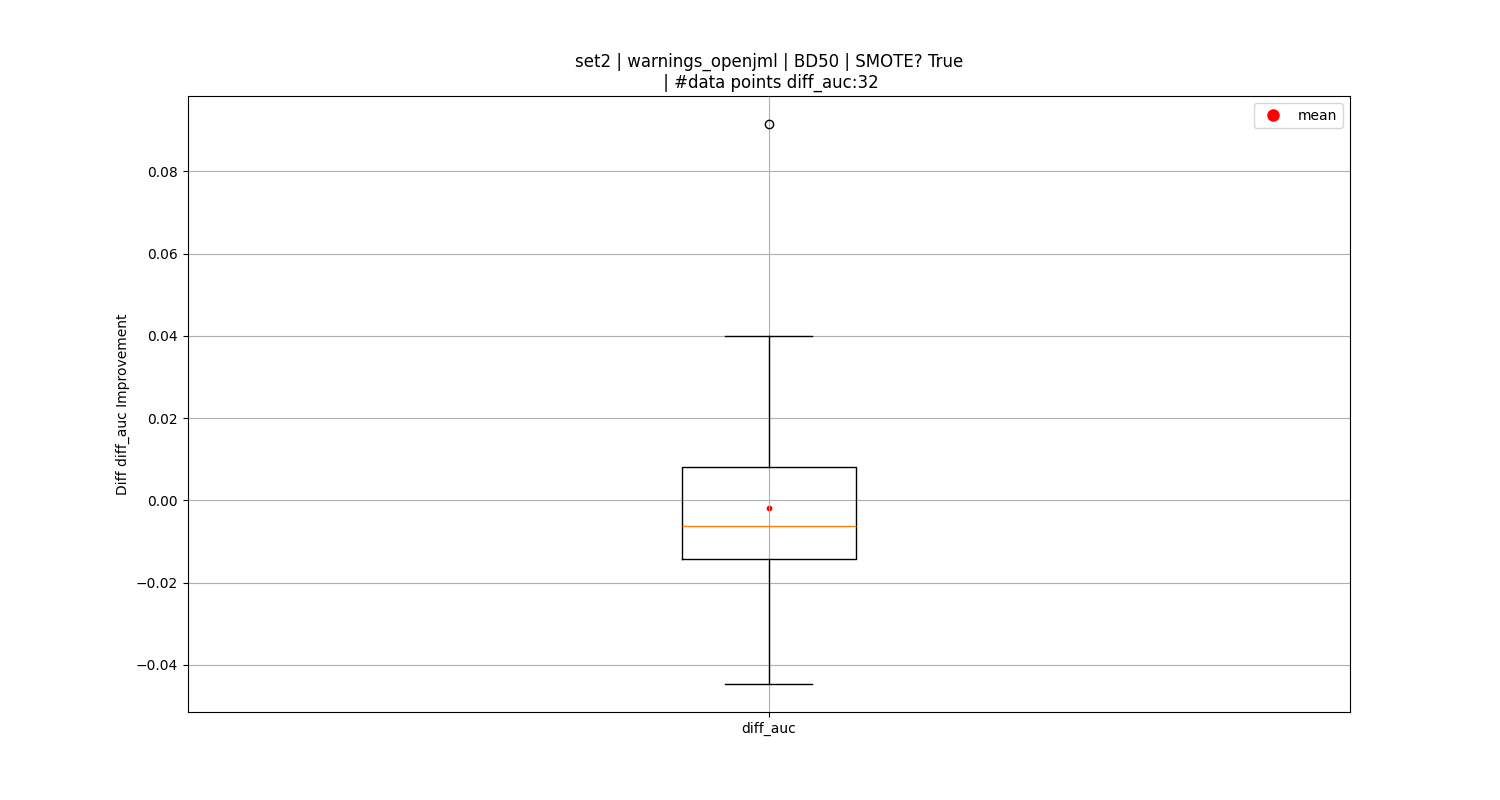 set2 | warnings_openjml | BD50 | SMOTE? True
| #data points diff_auc:32
mean
0.08
0.06
0.04
0.02
0.00
−0.02
−0.04
Diff diff_auc Improvement
diff_auc